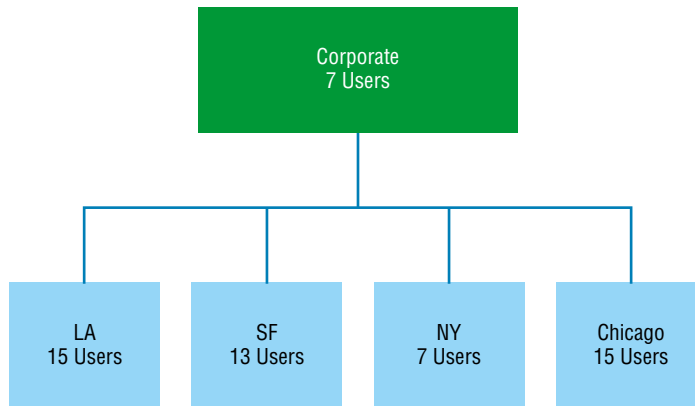 Corporate
7 Users
LA
15 Users
SF
13 Users
NY
7 Users
Chicago
15 Users